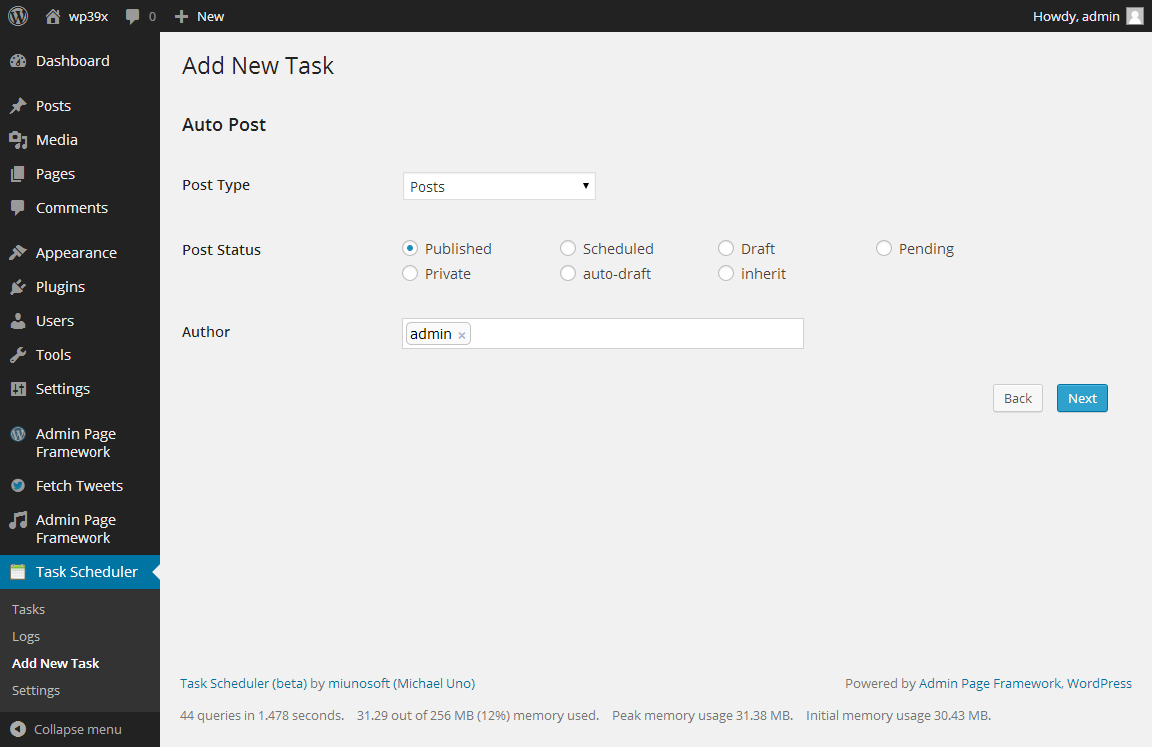 wp39x 0 New Howdy, admin
Dashboard
Posts
Media
Pages
Comments
Appearance
Plugins
Users
Tools
Settings
Admin Page
Framework
Fetch Tweets
Admin Page
Framework
Task Scheduler
Tasks
Logs
Add New Task
Settings
Collapse menu
Add New Task
Auto Post
Post Type Posts
Post Status Published Scheduled Draft Pending
Private auto-draft inherit
Author admin ×
Back Next
Task Scheduler (beta) by miunosoft (Michael Uno) Powered by Admin Page Framework, WordPress
44 queries in 1.478 seconds. 31.29 out of 256 MB (12%) memory used. Peak memory usage 31.38 MB. Initial memory usage 30.43 MB.